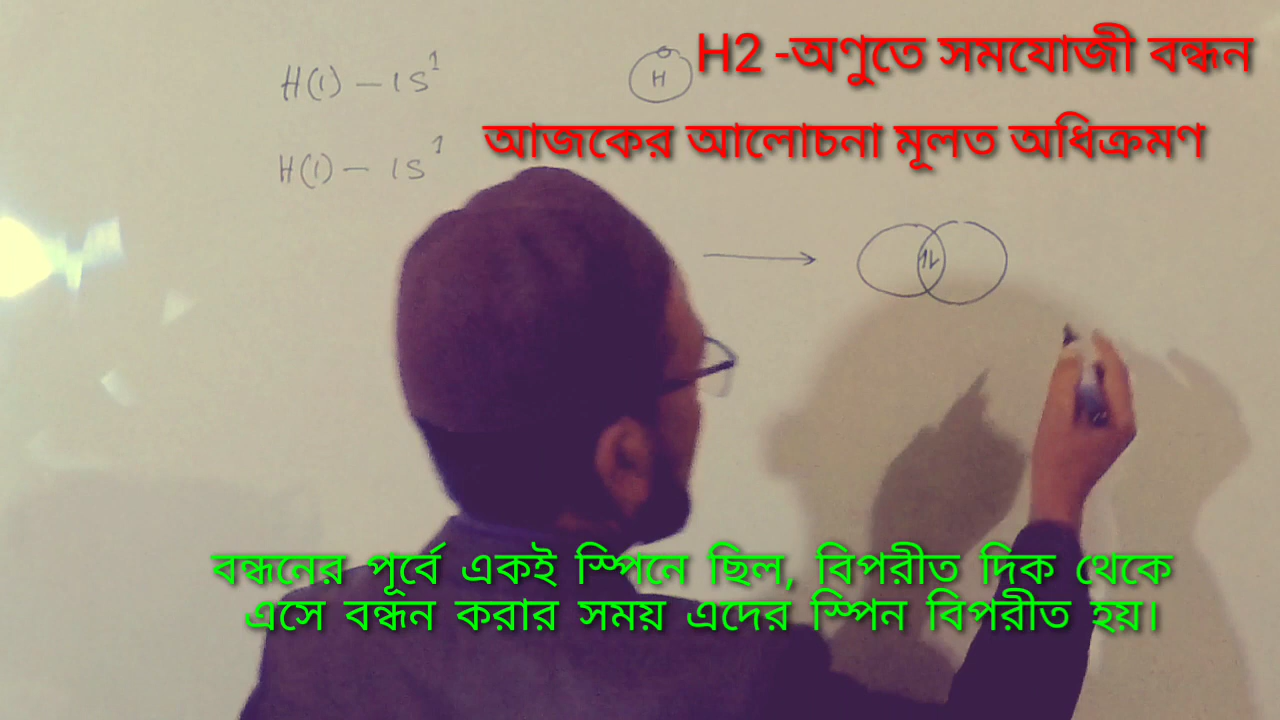 H(1) - 1S¹
H
H2 -অণুতে সমযোজী বন্ধন
আজকের আলোচনা মূলত অধিক্রমণ
H(1) - 1S¹
→
↑↓
বন্ধনের পূর্বে একই স্পিনে ছিল, বিপরীত দিক থেকে
এসে বন্ধন করার সময় এদের স্পিন বিপরীত হয়।